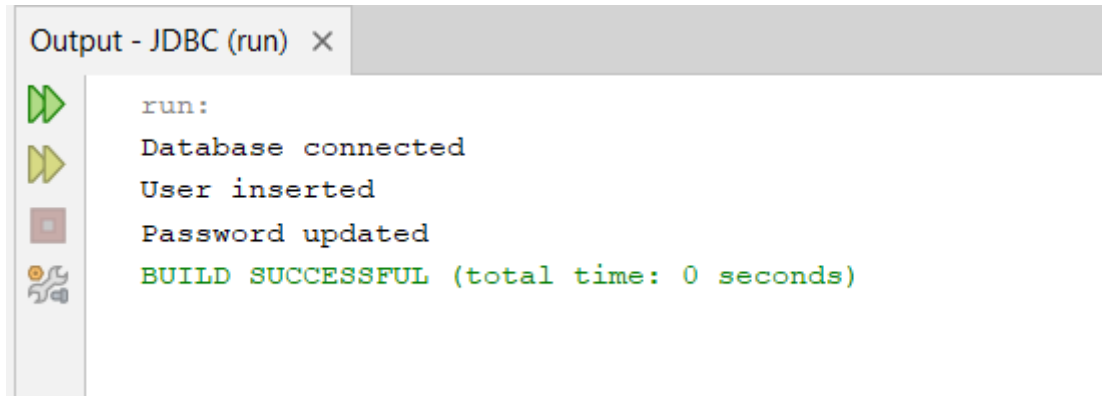 Output - JDBC (run) ×
run:
Database connected
User inserted
Password updated
BUILD SUCCESSFUL (total time: 0 seconds)